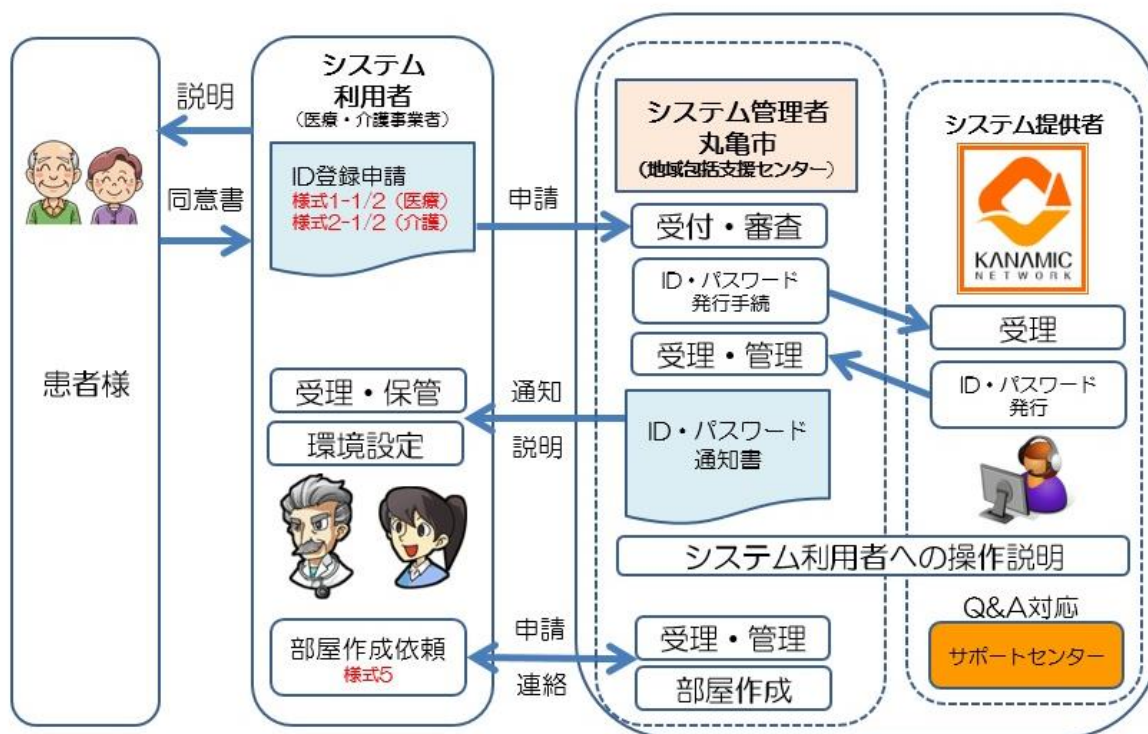 患者様
説明
同意書
システム
利用者
(医療・介護事業者)
ID登録申請
様式1-1/2(医療)
様式2-1/2(介護)
申請
受理・保管
環境設定
通知
説明
部屋作成依頼
様式5
申請
連絡
システム管理者
丸亀市
(地域包括支援センター)
受付・審査
ID・パスワード
発行手続
受理・管理
ID・パスワード
通知書
システム提供者
KANAMIC
NETWORK
受理
ID・パスワード
発行
システム利用者への操作説明
受理・管理
部屋作成
Q&A対応
サポートセンター